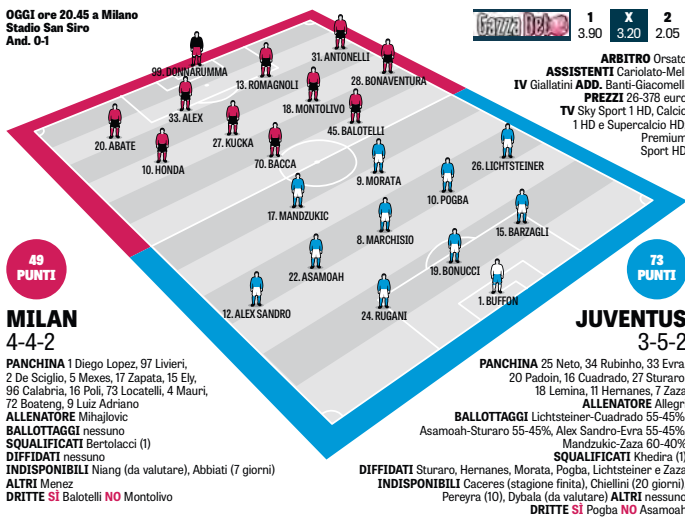 OGGI ore 20.45 a Milano
Stadio San Siro
And. 0-1
Gazza Bet
1 X 2
3.90 3.20 2.05
ARBITRO Orsato
ASSISTENTI Cariolato-Meli
IV Giallatini ADD. Banti-Giacomelli
PREZZI 26-378 euro
TV Sky Sport 1 HD, Calcio
1 HD e Supercalcio HD,
Premium
Sport HD
31. ANTONELLI
99. DONNARUMMA
13. ROMAGNOLI
28. BONAVENTURA
18. MONTOLIVO
33. ALEX
45. BALOTELLI
20. ABATE
27. KUCKA
10. HONDA
70. BACCA
26. LICHTSTEINER
9. MORATA
10. POGBA
17. MANDZUKIC
15. BARZAGLI
8. MARCHISIO
19. BONUCCI
22. ASAMOAH
1. BUFFON
12. ALEX SANDRO
24. RUGANI
49
PUNTI
MILAN
4-4-2
PANCHINA 1 Diego Lopez, 97 Livieri,
2 De Sciglio, 5 Mexes, 17 Zapata, 15 Ely,
96 Calabria, 16 Poli, 73 Locatelli, 4 Mauri,
72 Boateng, 9 Luiz Adriano
ALLENATORE Mihajlovic
BALLOTTAGGI nessuno
SQUALIFICATI Bertolacci (1)
DIFFIDATI nessuno
INDISPONIBILI Niang (da valutare), Abbiati (7 giorni)
ALTRI Menez
DRITTE SÌ Balotelli NO Montolivo
73
PUNTI
JUVENTUS
3-5-2
PANCHINA 25 Neto, 34 Rubinho, 33 Evra,
20 Padoin, 16 Cuadrado, 27 Sturaro,
18 Lemina, 11 Hernanes, 7 Zaza
ALLENATORE Allegri
BALLOTTAGGI Lichtsteiner-Cuadrado 55-45%,
Asamoah-Sturaro 55-45%, Alex Sandro-Evra 55-45%,
Mandzukic-Zaza 60-40%
SQUALIFICATI Khedira (1)
DIFFIDATI Sturaro, Hernanes, Morata, Pogba, Lichtsteiner e Zaza
INDISPONIBILI Caceres (stagione finita), Chiellini (20 giorni),
Pereyra (10), Dybala (da valutare) ALTRI nessuno
DRITTE SÌ Pogba NO Asamoah